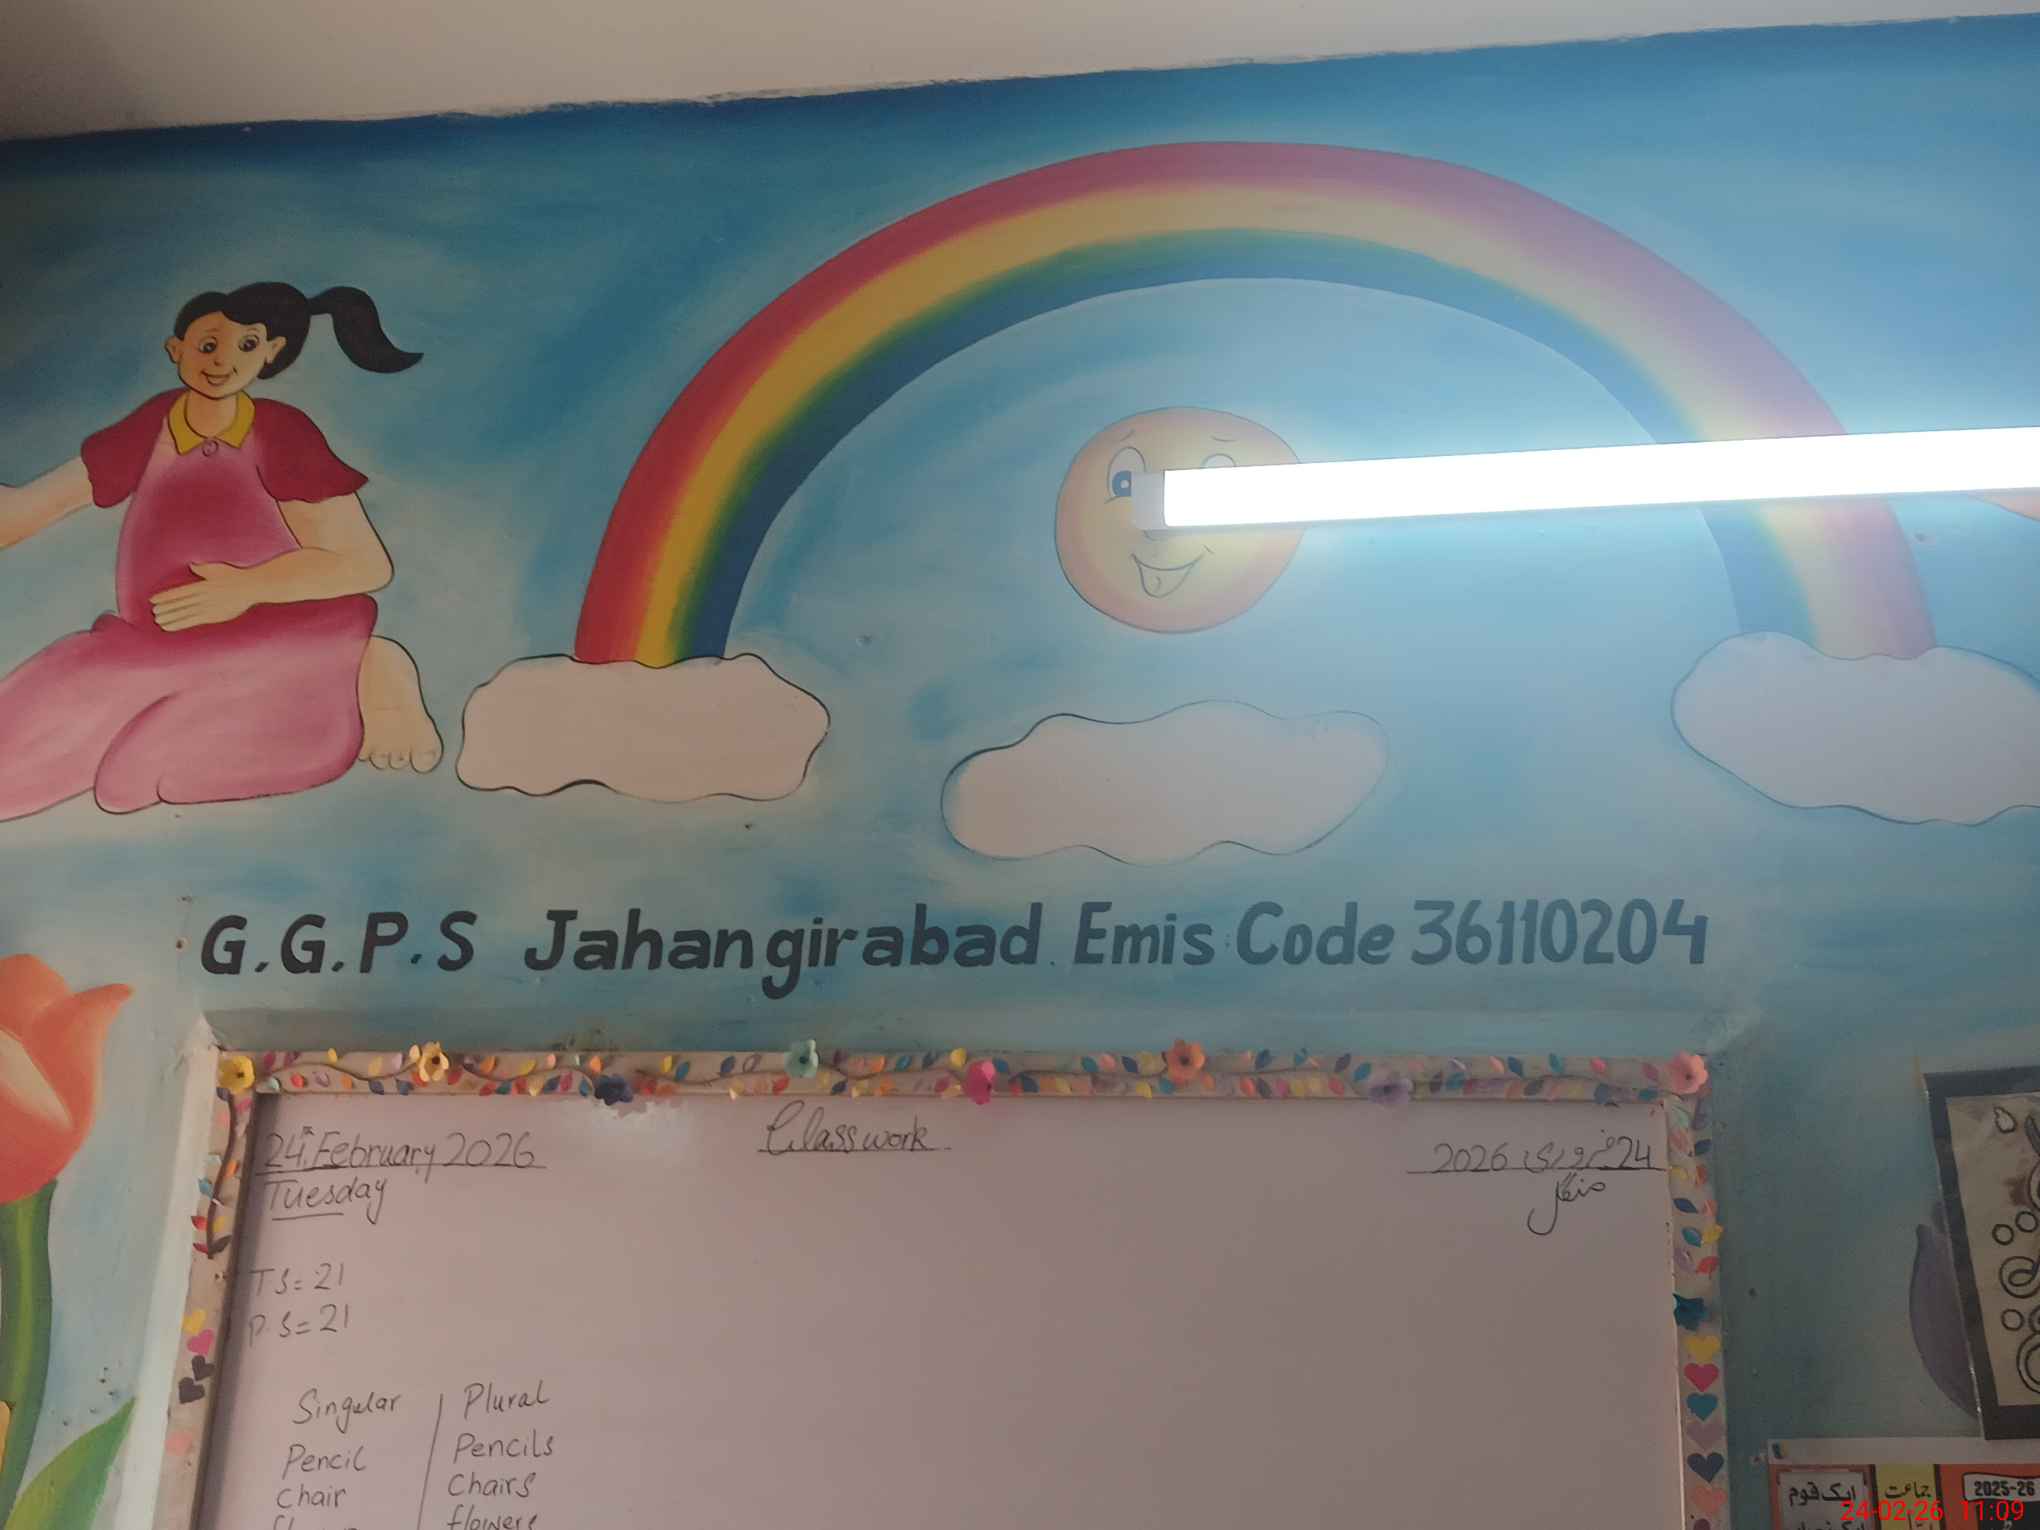 G.G.P.S Jahangirabad. Emis Code 36110204
24th February 2026
Classwork
24 فروری 2026
Tuesday
منگل
T.S = 21
P.S = 21
Singular | Plural
Pencil | Pencils
Chair | Chairs
flowers
ایک قوم
جماعت
2025-26
24-02-26 11:09